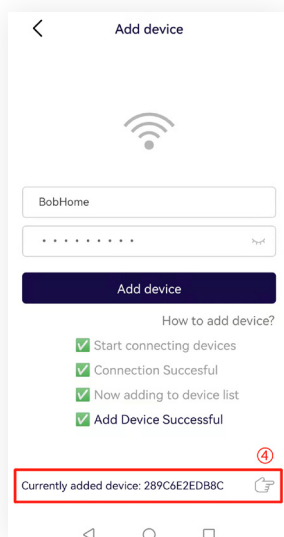 Add device
BobHome
• • • • • • • • •
Add device
How to add device?
Start connecting devices
Connection Succesful
Now adding to device list
Add Device Successful
④
Currently added device: 289C6E2EDB8C